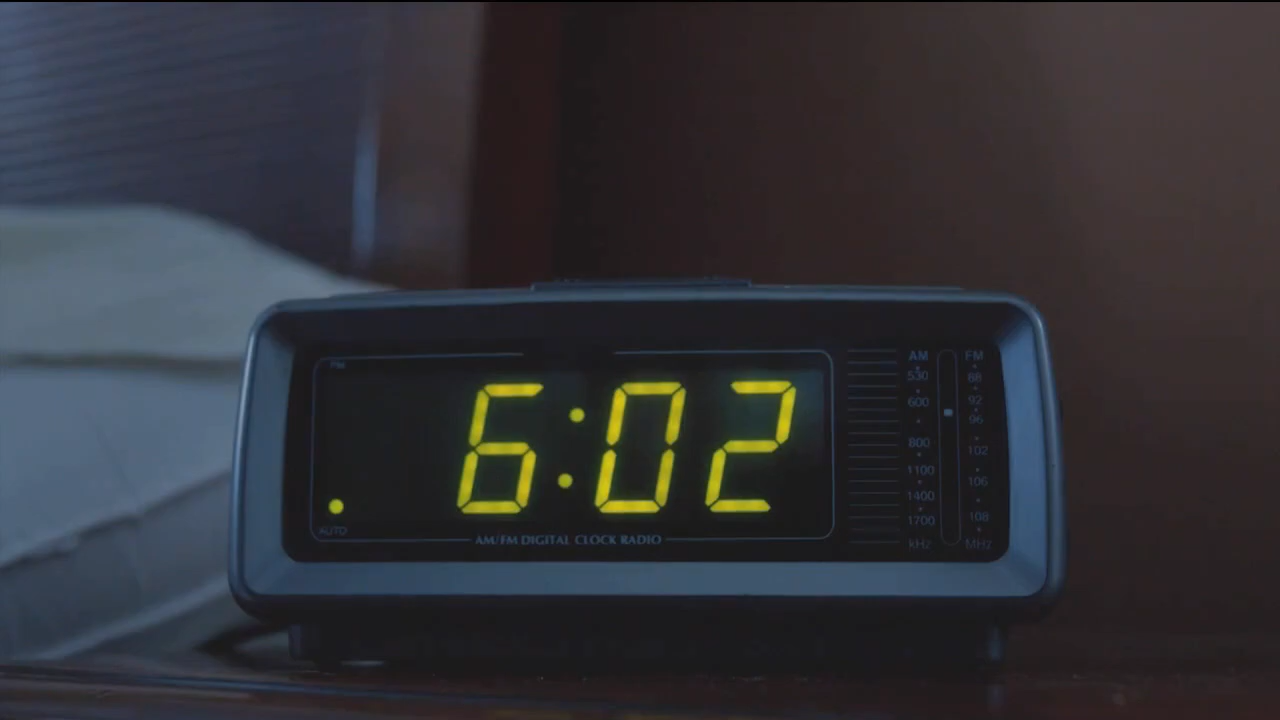 PM
6:02
AUTO
AM/FM DIGITAL CLOCK RADIO
AM FM
530 88
600 92
96
800 102
1100 106
1400
1700 108
kHz MHz